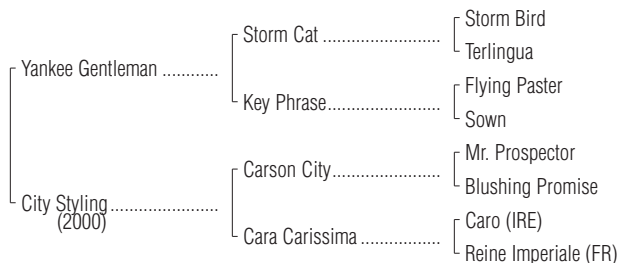 Storm Bird
Storm Cat ........................
Terlingua
Yankee Gentleman ............
Flying Paster
Key Phrase.......................
Sown
Mr. Prospector
Carson City......................
Blushing Promise
City Styling ......................
(2000)
Caro (IRE)
Cara Carissima ................
Reine Imperiale (FR)